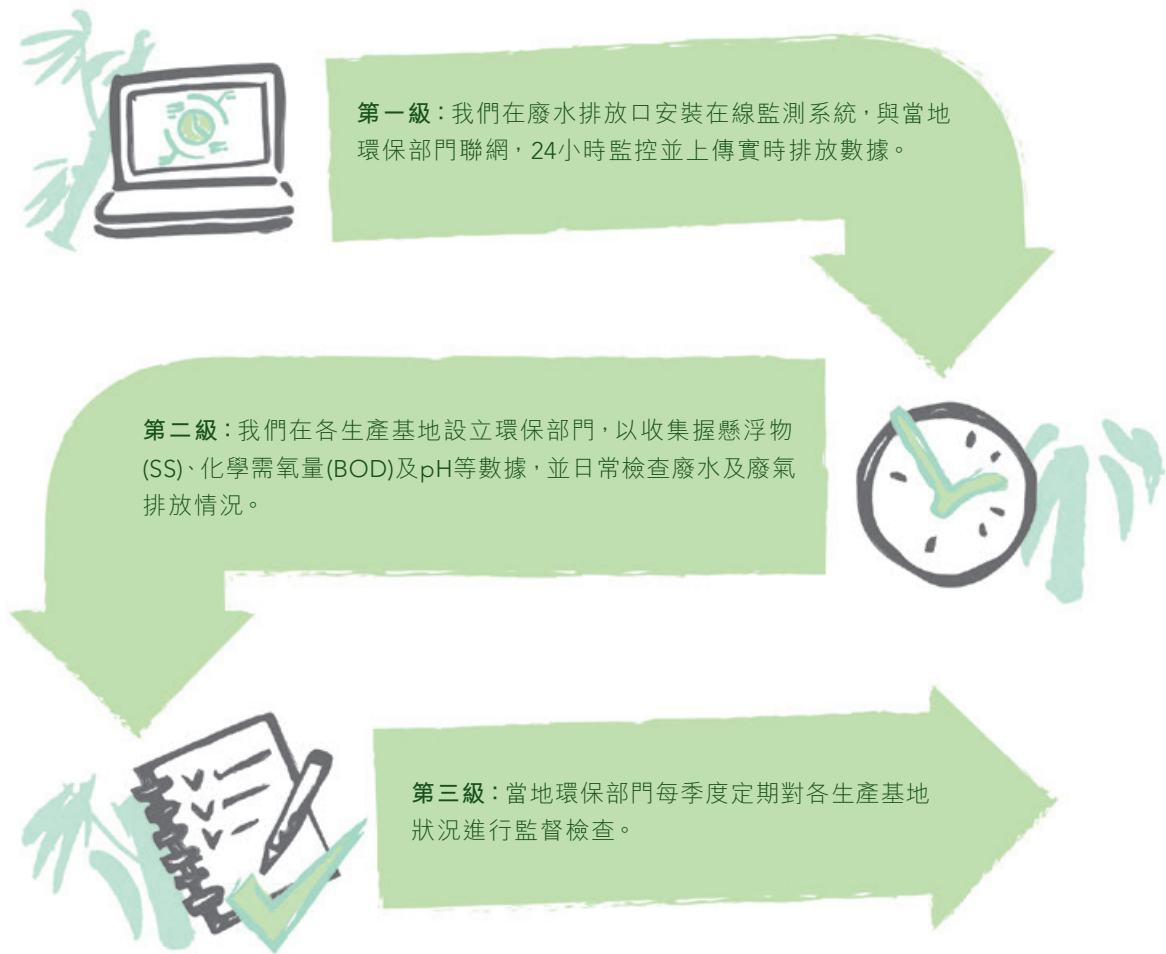 第一級：我們在廢水排放口安裝在線監測系統，與當地
環保部門聯網，24小時監控並上傳實時排放數據。
第二級：我們在各生產基地設立環保部門，以收集握懸浮物
(SS)、化學需氧量(BOD)及pH等數據，並日常檢查廢水及廢氣
排放情況。
第三級：當地環保部門每季度定期對各生產基地
狀況進行監督檢查。